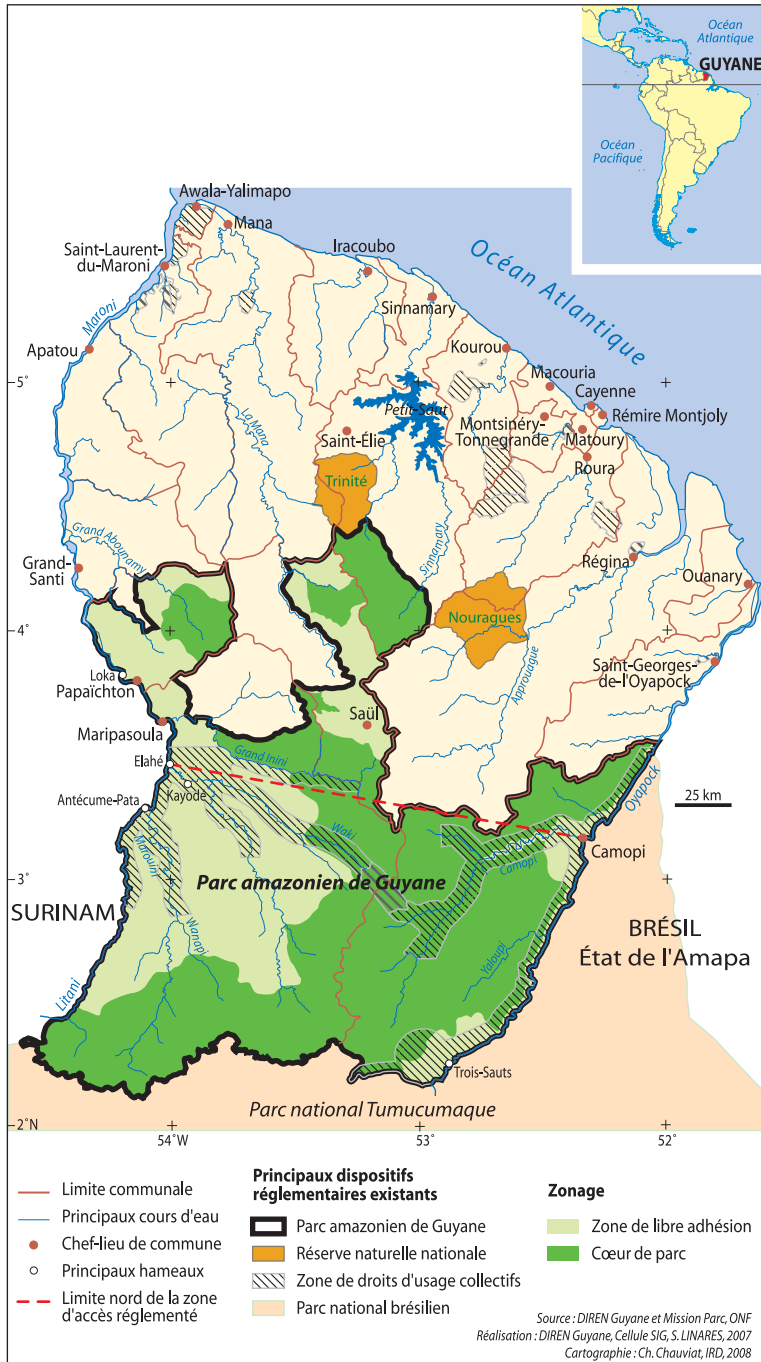 Océan
Atlantique
GUYANE
Océan
Pacifique
Awala-Yalimapo
Mana
Saint-Laurent-
du-Maroni
Iracoubo
Océan Atlantique
Sinnamary
Maroni
Kourou
Apatou
Macouria
5°
Cayenne
Petit-Saut
Rémire Montjoly
La Mana
Montsinéry-
Tonnegrande
Saint-Élie
Matoury
Roura
Trinité
Grand Abounamy
Sinnamary
Grand-
Santi
Régina
Ouanary
Nouragues
4°
Approuague
Saint-Georges-
de-l'Oyapock
Loka
Papaïchton
Saül
Maripasoula
Grand Inini
Elahé
Oyapock
Kayodé
25 km
Antécume-Pata
Waki
Camopi
Marouini
Camopi
3°
Parc amazonien de Guyane
SURINAM
Wanapi
BRÉSIL
État de l'Amapa
Yaloupi
Litani
Trois-Sauts
Parc national Tumucumaque
2°N
54°W
53°
52°
Limite communale
Principaux cours d'eau
Chef-lieu de commune
Principaux hameaux
Limite nord de la zone
d'accès réglementé
Principaux dispositifs
réglementaires existants
Parc amazonien de Guyane
Réserve naturelle nationale
Zone de droits d'usage collectifs
Parc national brésilien
Zonage
Zone de libre adhésion
Cœur de parc
Source : DIREN Guyane et Mission Parc, ONF
Réalisation : DIREN Guyane, Cellule SIG, S. LINARES, 2007
Cartographie : Ch. Chauviat, IRD, 2008